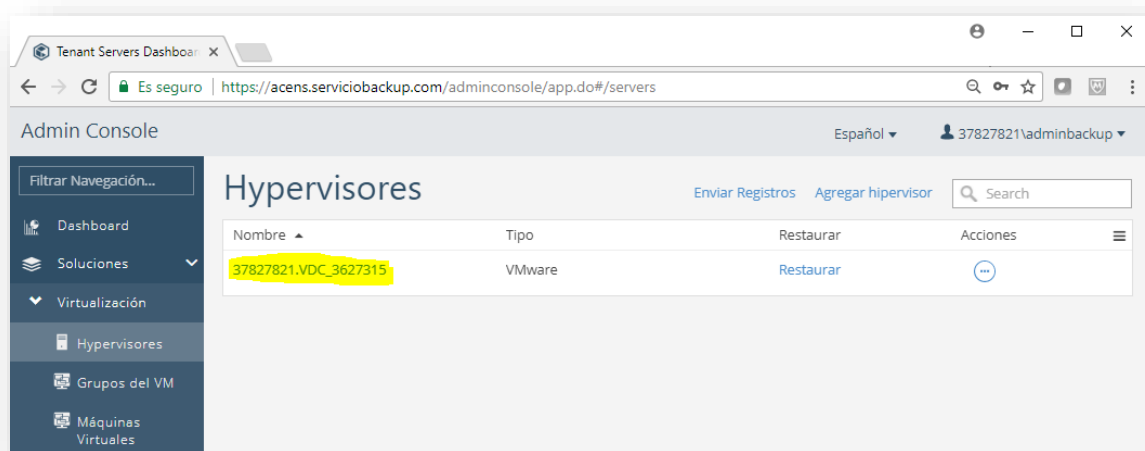 Tenant Servers Dashboar
Es seguro https://acens.serviciobackup.com/adminconsole/app.do#/servers
Admin Console
Español
37827821\adminbackup
Filtrar Navegación...
Dashboard
Soluciones
Virtualización
Hypervisores
Grupos del VM
Máquinas
Virtuales
Hypervisores
Enviar Registros
Agregar hipervisor
Search
Nombre Tipo Restaurar Acciones
37827821.VDC_3627315 VMware Restaurar